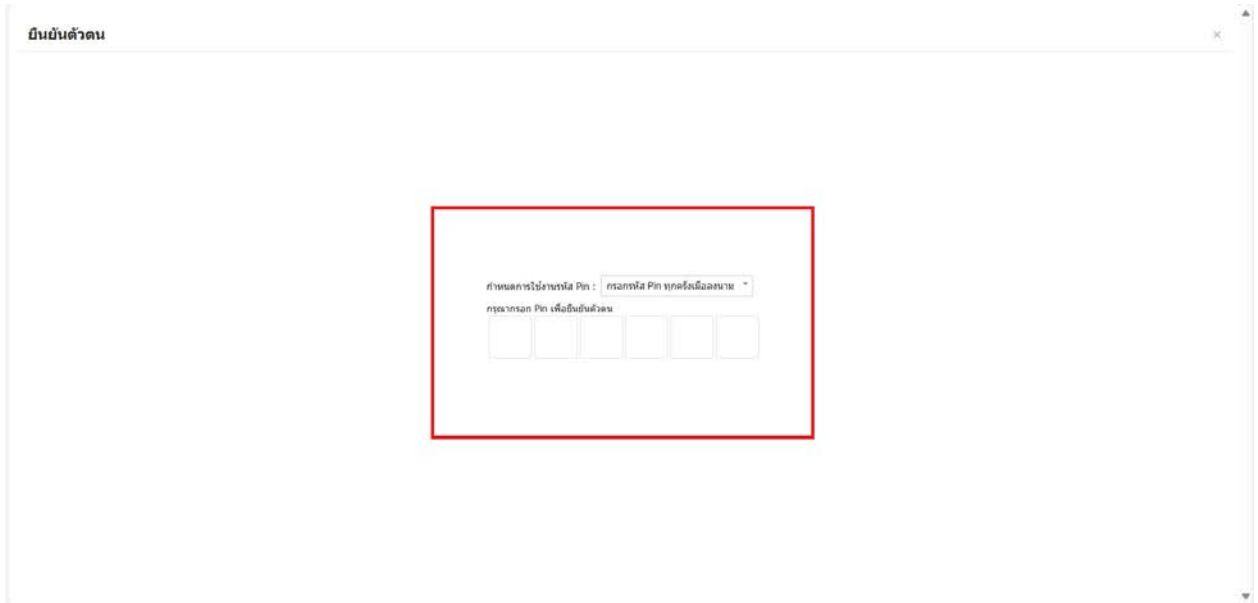 ยืนยันตัวตน
กำหนดการใช้งานรหัส Pin : กรอกรหัส Pin ทุกครั้งเมื่อลงนาม
กรุณากรอก Pin เพื่อยืนยันตัวตน